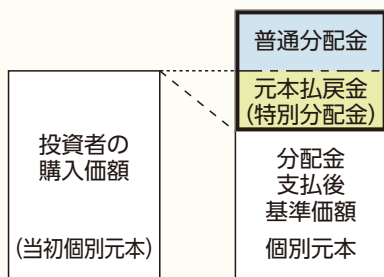 普通分配金
元本払戻金
(特別分配金)
投資者の
購入価額
(当初個別元本)
分配金
支払後
基準価額
個別元本